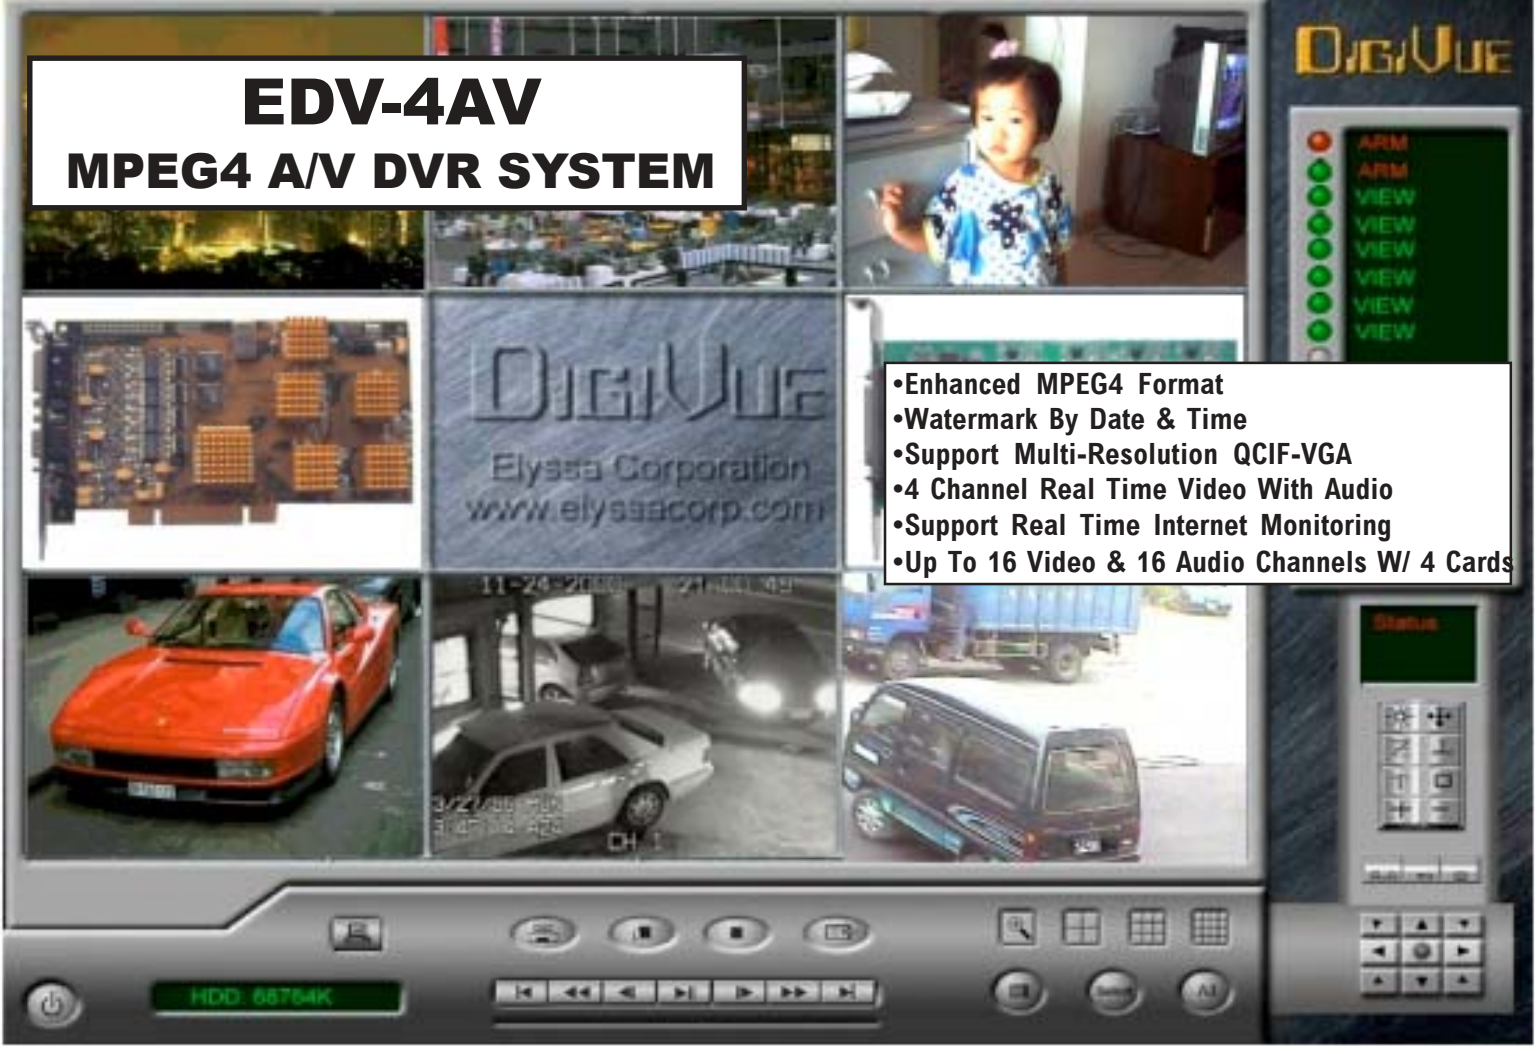 EDV-4AV
MPEG4 A/V DVR SYSTEM
DIGIVUE
ARM
ARM
VIEW
VIEW
VIEW
VIEW
VIEW
VIEW
DIGIVUE
Elyssa Corporation
www.elyssacorp.com
•Enhanced MPEG4 Format
•Watermark By Date & Time
•Support Multi-Resolution QCIF-VGA
•4 Channel Real Time Video With Audio
•Support Real Time Internet Monitoring
•Up To 16 Video & 16 Audio Channels W/ 4 Cards
Status
CH 1
HDD: 68764K
Select
All